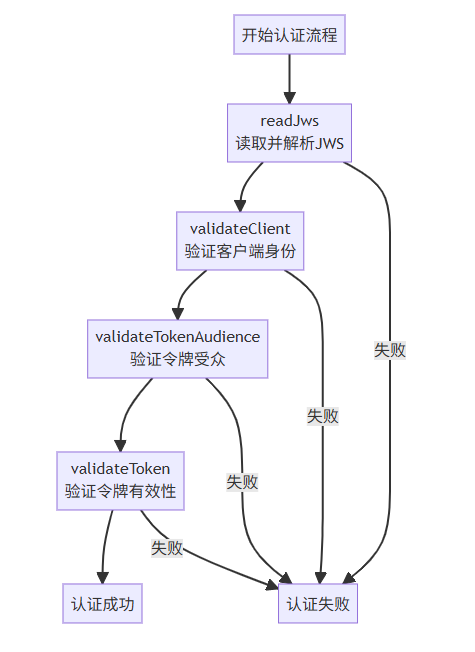 开始认证流程
readJws
读取并解析JWS
validateClient
验证客户端身份
validateTokenAudience
验证令牌受众
失败
失败
validateToken
验证令牌有效性
失败
失败
认证成功
认证失败